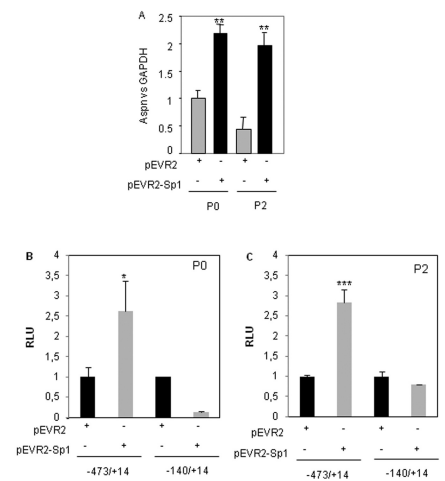 A
Aspn vs GAPDH
2.5
2
1.5
1
0.5
0
** **
pEVR2 + - + -
pEVR2-Sp1 - + - +
P0 P2
B
P0
RLU
4
3,5
3
2,5
2
1,5
1
0,5
0
*
pEVR2 + - + -
pEVR2-Sp1 - + - +
-473/+14 -140/+14
C
P2
RLU
4
3,5
3
2,5
2
1,5
1
0,5
0
***
pEVR2 + - + -
pEVR2-Sp1 - + - +
-473/+14 -140/+14